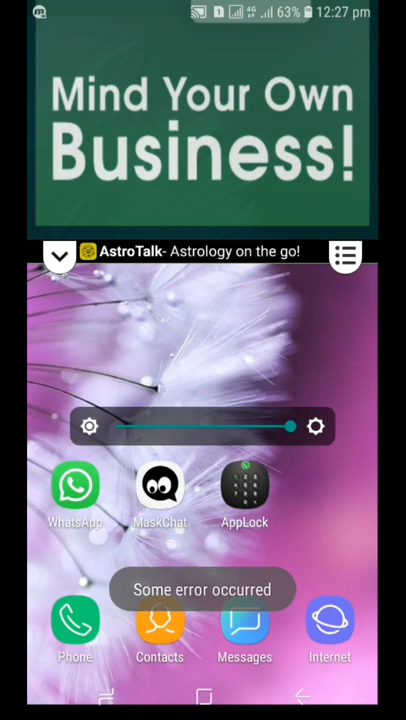 4G 63% 12:27 pm
Mind Your Own
Business!
AstroTalk- Astrology on the go!
WhatsApp MaskChat AppLock
Some error occurred
Phone Contacts Messages Internet